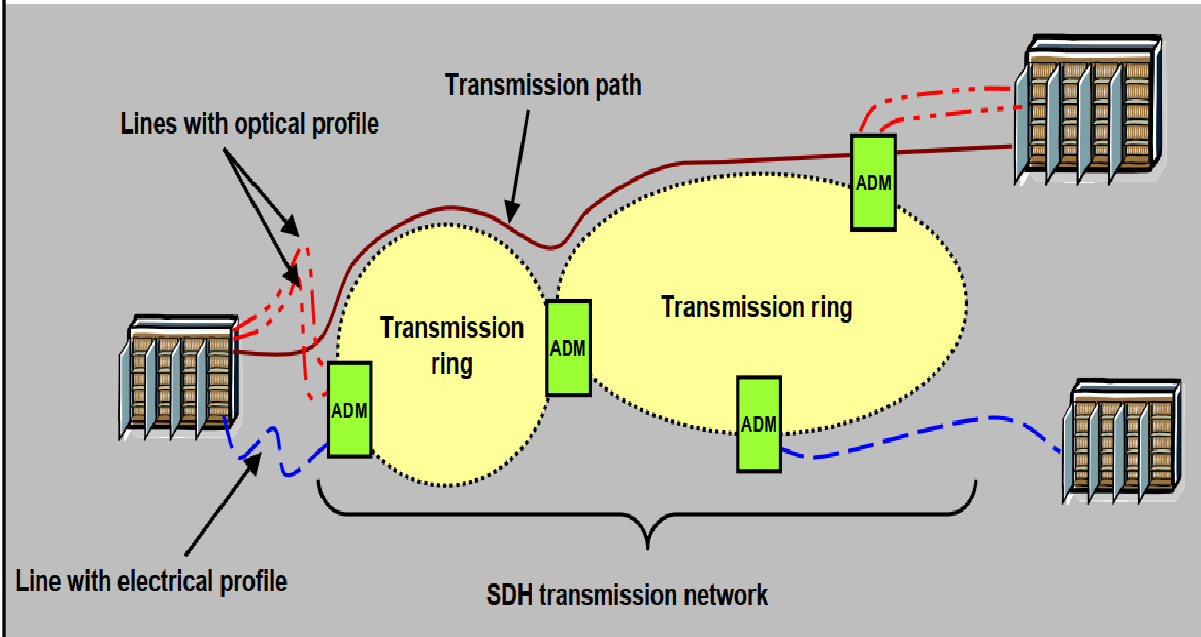 Transmission path
Lines with optical profile
ADM
Transmission
ring
Transmission ring
ADM
ADM
ADM
Line with electrical profile
SDH transmission network